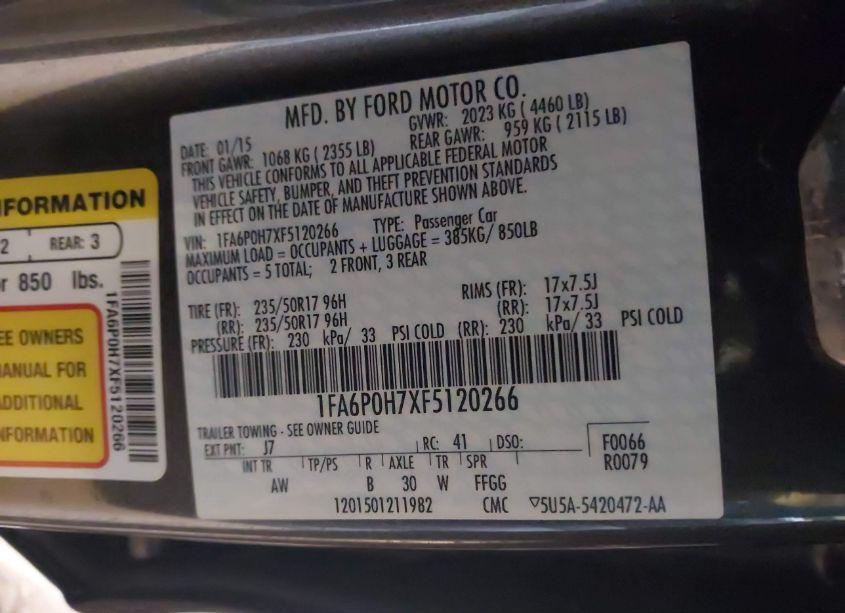 MFD. BY FORD MOTOR CO.
DATE: 01/15 GVWR: 2023 KG ( 4460 LB)
FRONT GAWR: 1068 KG ( 2355 LB) REAR GAWR: 959 KG ( 2115 LB)
THIS VEHICLE CONFORMS TO ALL APPLICABLE FEDERAL MOTOR
VEHICLE SAFETY, BUMPER, AND THEFT PREVENTION STANDARDS
IN EFFECT ON THE DATE OF MANUFACTURE SHOWN ABOVE.
VIN: 1FA6P0H7XF5120266 TYPE: Passenger Car
MAXIMUM LOAD = OCCUPANTS + LUGGAGE = 385KG/ 850LB
OCCUPANTS = 5 TOTAL; 2 FRONT, 3 REAR
TIRE (FR): 235/50R17 96H RIMS (FR): 17x7.5J
(RR): 235/50R17 96H (RR): 17x7.5J
PRESSURE (FR): 230 kPa/ 33 PSI COLD (RR): 230 kPa/ 33 PSI COLD
1FA6P0H7XF5120266
TRAILER TOWING - SEE OWNER GUIDE
EXT PNT: J7 RC: 41 DSO: F0066
R0079
INT TR TP/PS R AXLE TR SPR
AW B 30 W FFGG
1201501211982 CMC ▽5U5A-5420472-AA
FORMATION
2 REAR: 3
r 850 lbs.
EE OWNERS
MANUAL FOR
ADDITIONAL
NFORMATION
1FA6P0H7XF5120266